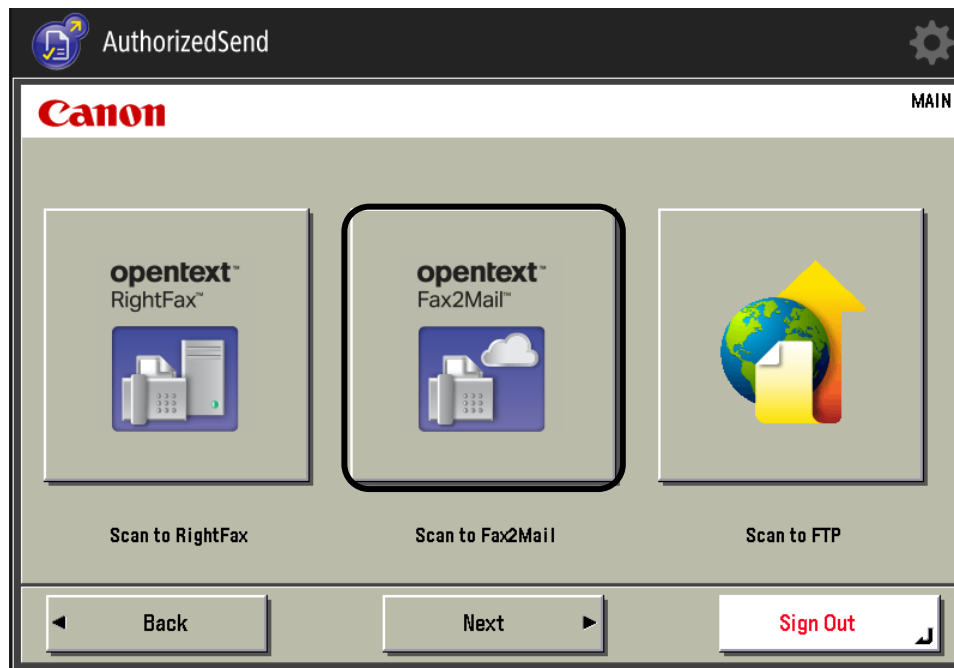 AuthorizedSend
Canon
MAIN
opentext™
RightFax™
opentext™
Fax2Mail™
Scan to RightFax
Scan to Fax2Mail
Scan to FTP
Back
Next
Sign Out